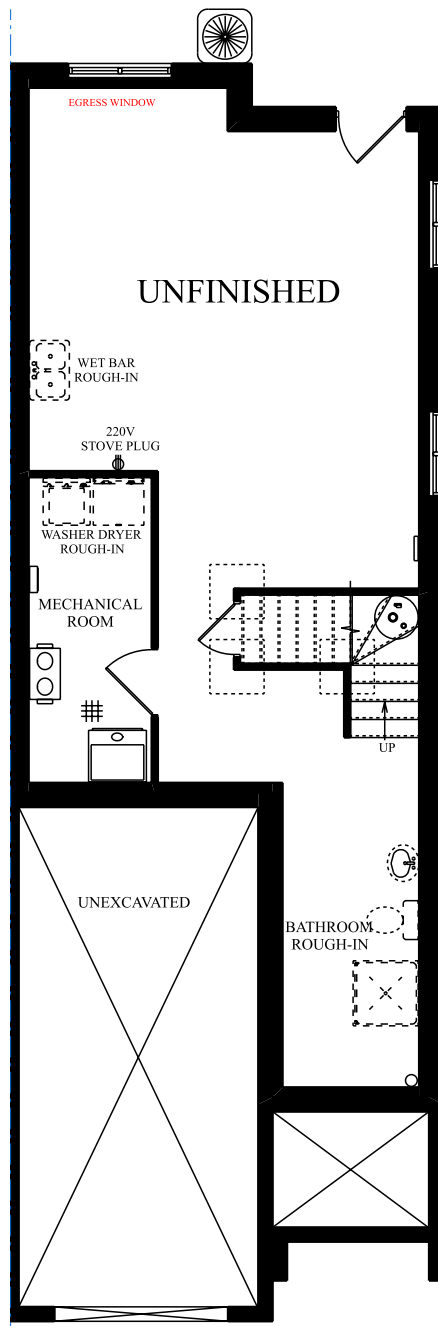 EGRESS WINDOW
UNFINISHED
WET BAR
ROUGH-IN
220V
STOVE PLUG
WASHER DRYER
ROUGH-IN
MECHANICAL
ROOM
UP
UNEXCAVATED
BATHROOM
ROUGH-IN